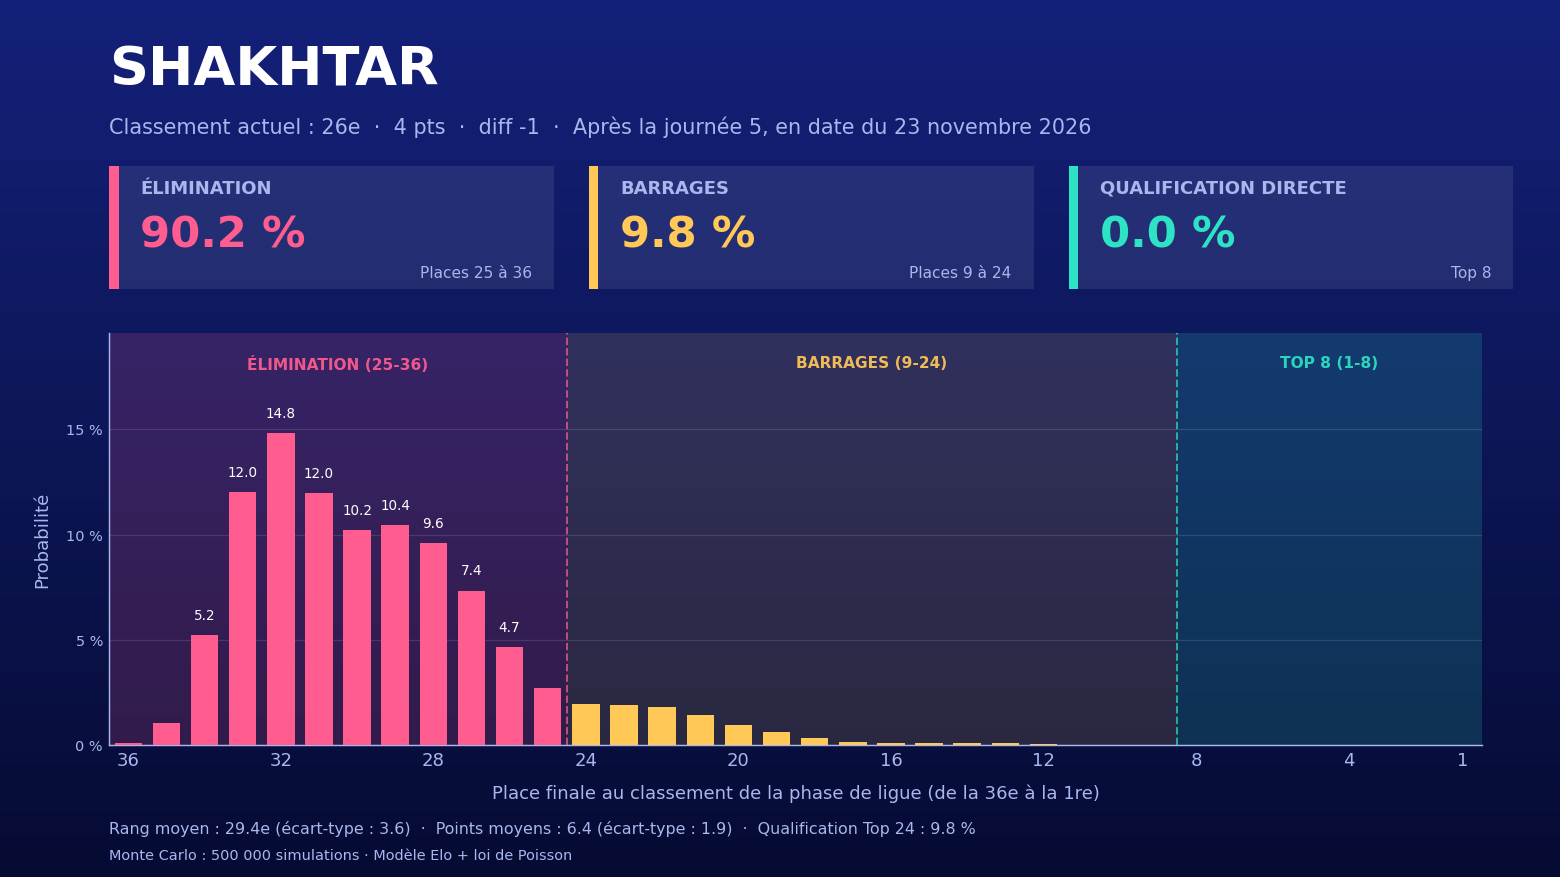 SHAKHTAR
Classement actuel : 26e · 4 pts · diff -1 · Après la journée 5, en date du 23 novembre 2026
ÉLIMINATION
90.2 %
Places 25 à 36
BARRAGES
9.8 %
Places 9 à 24
QUALIFICATION DIRECTE
0.0 %
Top 8
ÉLIMINATION (25-36)
BARRAGES (9-24)
TOP 8 (1-8)
Probabilité
15 %
10 %
5 %
0 %
5.2
12.0
14.8
12.0
10.2
10.4
9.6
7.4
4.7
36 32 28 24 20 16 12 8 4 1
Place finale au classement de la phase de ligue (de la 36e à la 1re)
Rang moyen : 29.4e (écart-type : 3.6) · Points moyens : 6.4 (écart-type : 1.9) · Qualification Top 24 : 9.8 %
Monte Carlo : 500 000 simulations · Modèle Elo + loi de Poisson